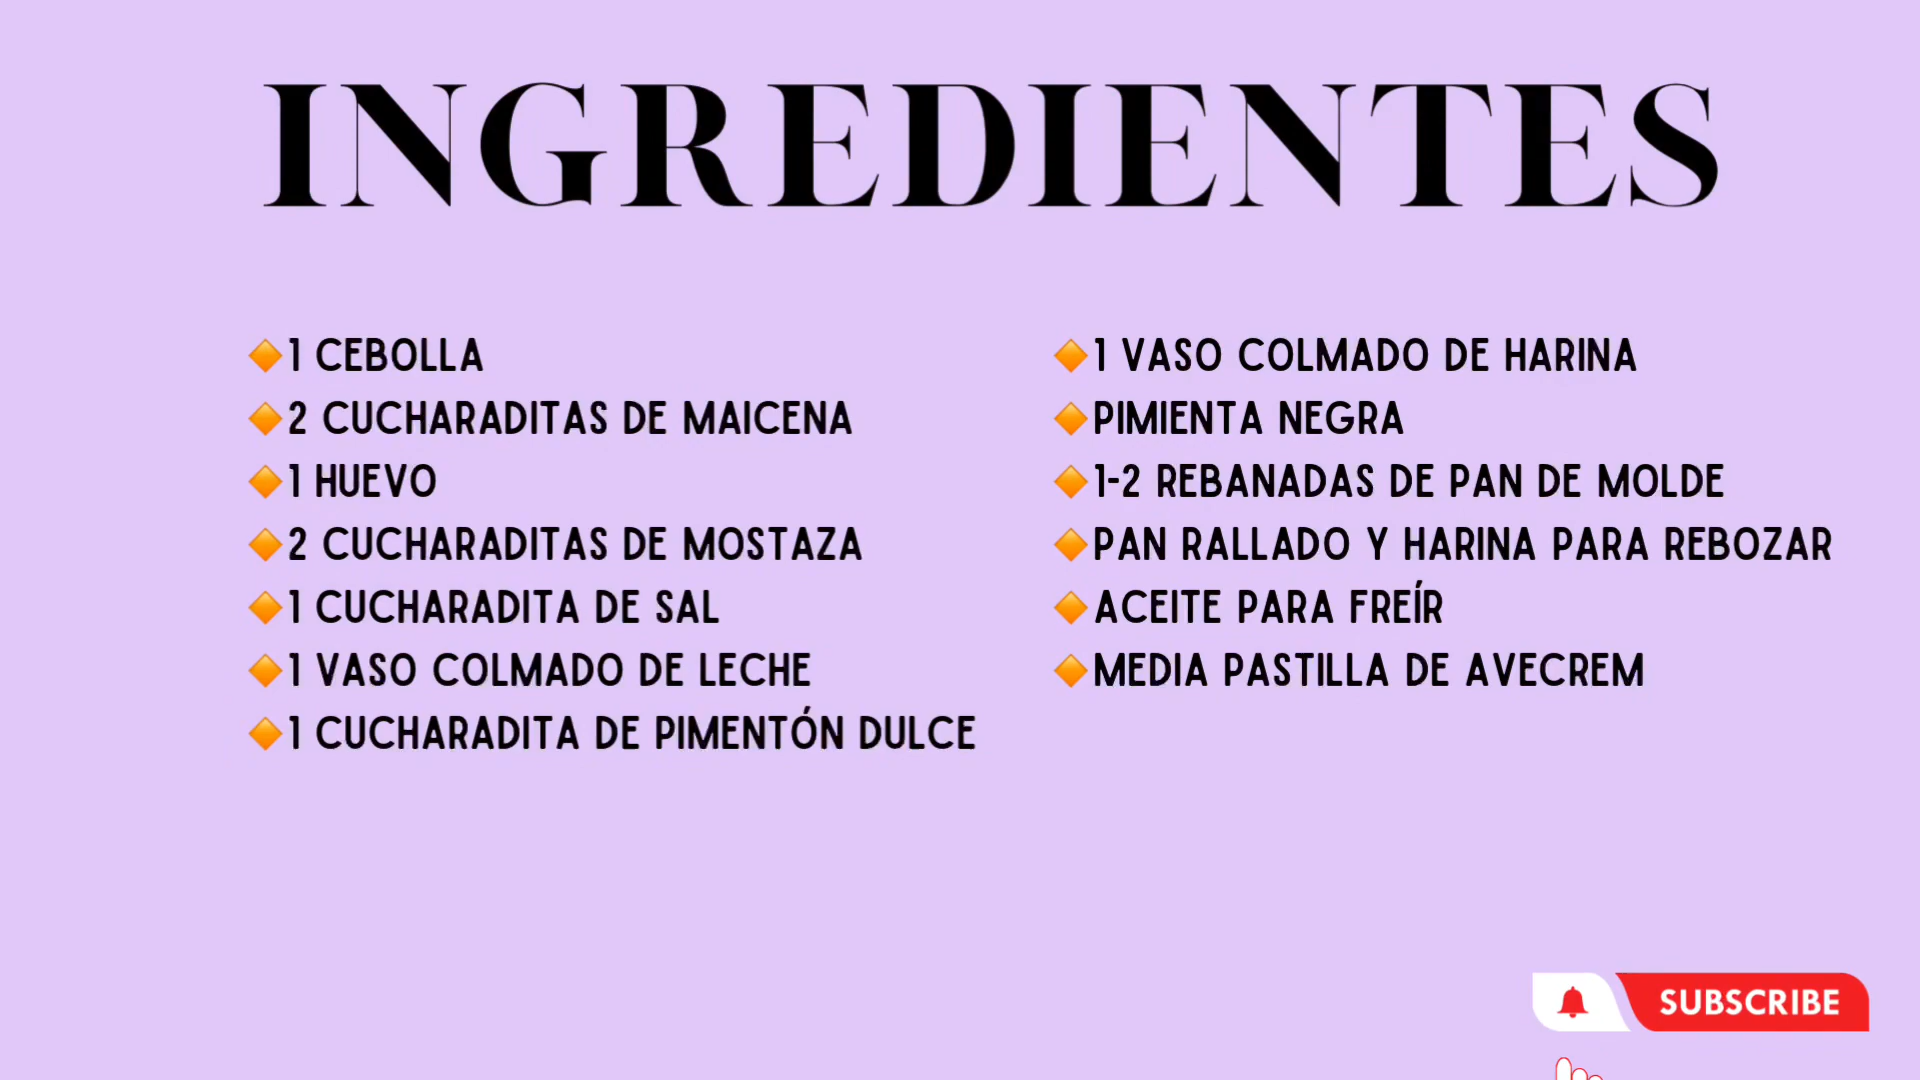 INGREDIENTES
🔶1 CEBOLLA
🔶2 CUCHARADITAS DE MAICENA
🔶1 HUEVO
🔶2 CUCHARADITAS DE MOSTAZA
🔶1 CUCHARADITA DE SAL
🔶1 VASO COLMADO DE LECHE
🔶1 CUCHARADITA DE PIMENTÓN DULCE
🔶1 VASO COLMADO DE HARINA
🔶PIMIENTA NEGRA
🔶1-2 REBANADAS DE PAN DE MOLDE
🔶PAN RALLADO Y HARINA PARA REBOZAR
🔶ACEITE PARA FREÍR
🔶MEDIA PASTILLA DE AVECREM
SUBSCRIBE